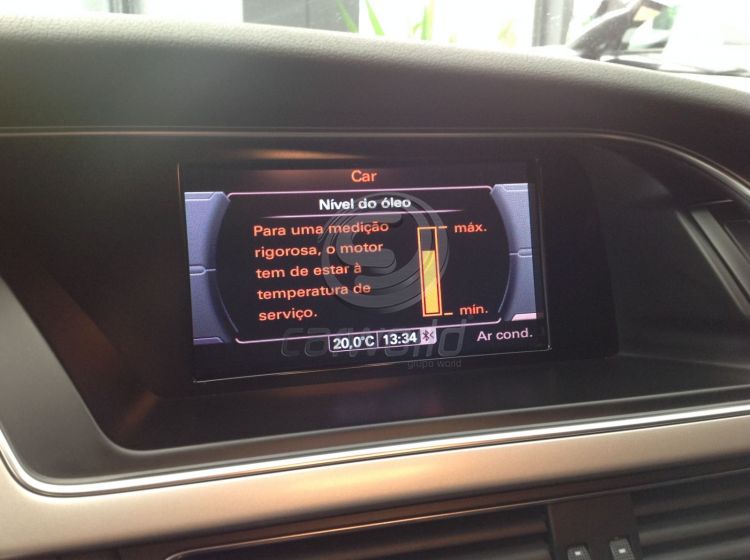 Car
Nível do óleo
Para uma medição
rigorosa, o motor
tem de estar à
temperatura de
serviço.
máx.
mín.
20,0°C 13:34
Ar cond.
carworld
grupo world